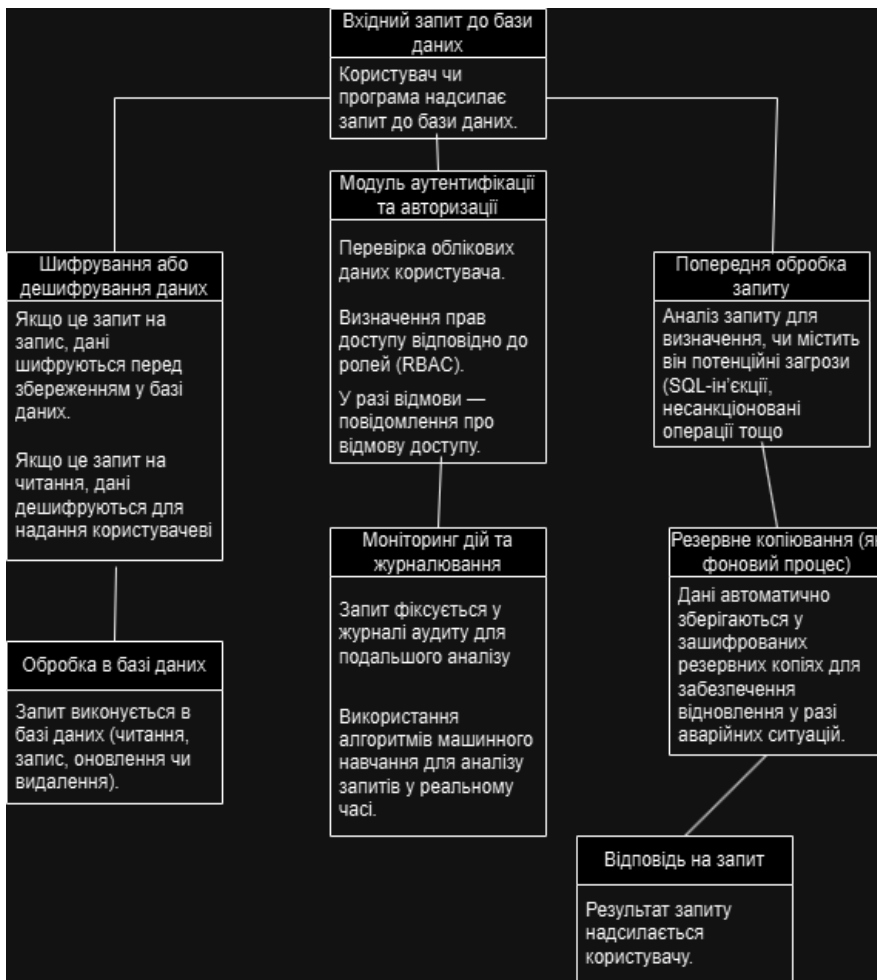 Вхідний запит до бази
даних
Користувач чи
програма надсилає
запит до бази даних.
Шифрування або
дешифрування даних
Якщо це запит на
запис, дані
шифруються перед
збереженням у базі
даних.
Якщо це запит на
читання, дані
дешифруються для
надання користувачеві
Обробка в базі даних
Запит виконується в
базі даних (читання,
запис, оновлення чи
видалення).
Модуль аутентифікації
та авторизації
Перевірка облікових
даних користувача.
Визначення прав
доступу відповідно до
ролей (RBAC).
У разі відмови —
повідомлення про
відмову доступу.
Моніторинг дій та
журналювання
Запит фіксується у
журналі аудиту для
подальшого аналізу
Використання
алгоритмів машинного
навчання для аналізу
запитів у реальному
часі.
Попередня обробка
запиту
Аналіз запиту для
визначення, чи містить
він потенційні загрози
(SQL-ін'єкції,
несанкціоновані
операції тощо
Резервне копіювання
фоновий процес)
Дані автоматично
зберігаються у
зашифрованих
резервних копіях для
забезпечення
відновлення у разі
аварійних ситуацій.
Відповідь на запит
Результат запиту
надсилається
користувачу.